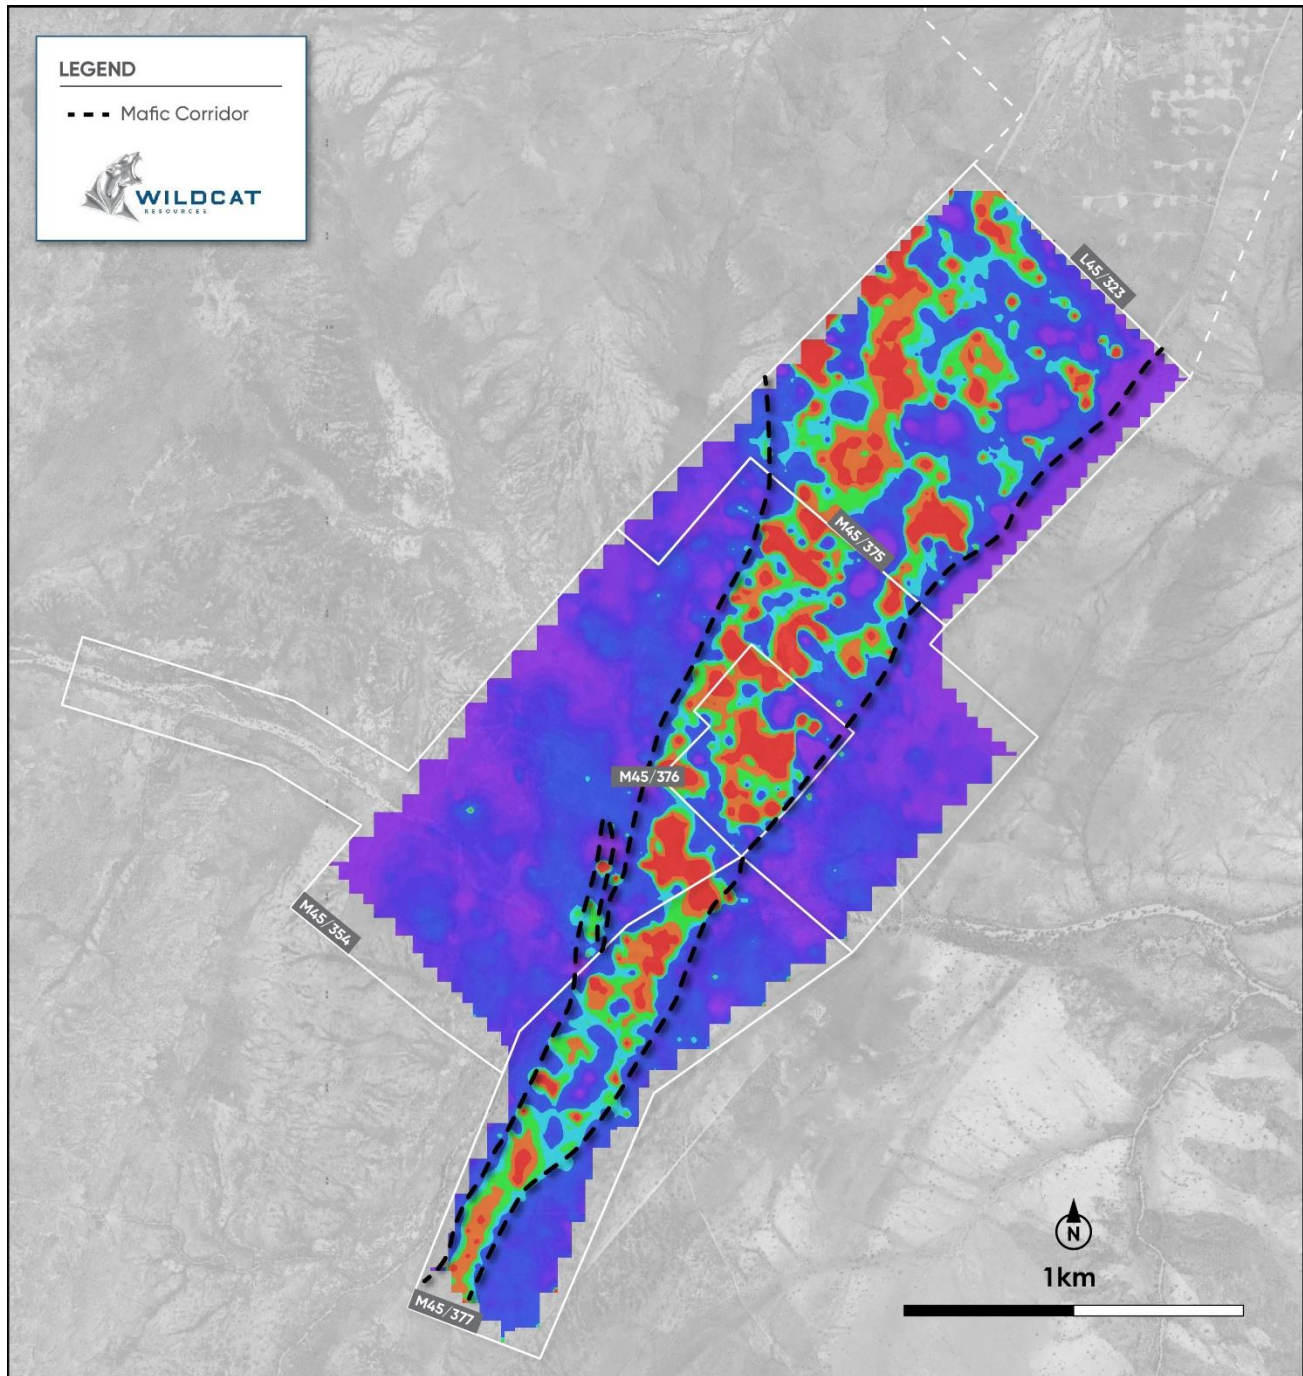 LEGEND
Mafic Corridor
WILDCAT
RESOURCES
L45/323
M45/375
M45/376
M45/354
M45/377
N
1km